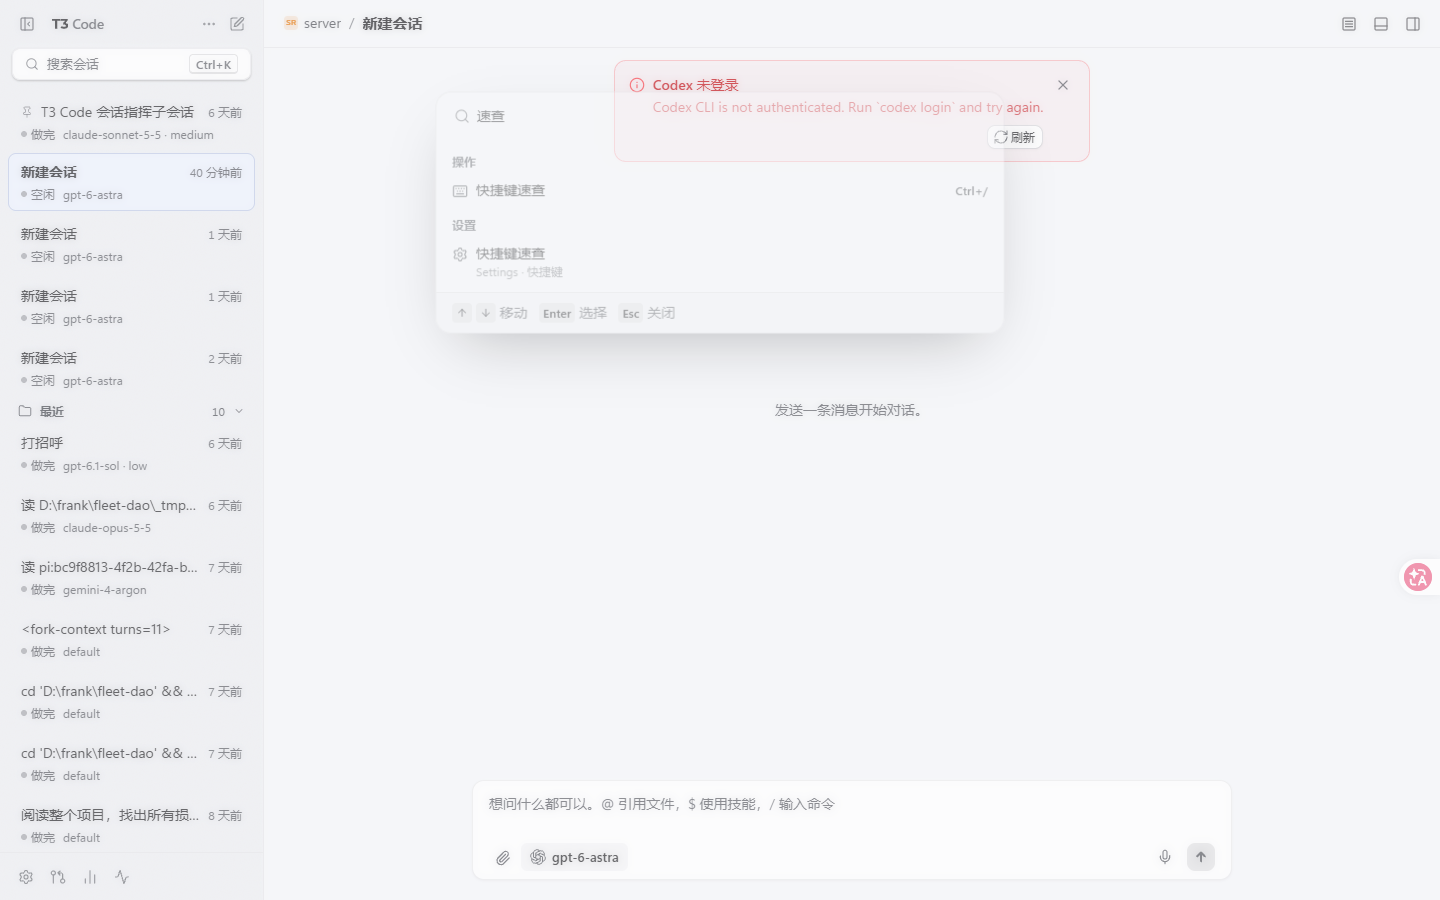 T3 Code
搜索会话 Ctrl+K
T3 Code 会话指挥子会话 6 天前
做完 claude-sonnet-5-5 · medium
新建会话 40 分钟前
空闲 gpt-6-astra
新建会话 1 天前
空闲 gpt-6-astra
新建会话 1 天前
空闲 gpt-6-astra
新建会话 2 天前
空闲 gpt-6-astra
最近 10
打招呼 6 天前
做完 gpt-6.1-sol · low
读 D:\frank\fleet-dao\_tmp... 6 天前
做完 claude-opus-5-5
读 pi:bc9f8813-4f2b-42fa-b... 7 天前
做完 gemini-4-argon
<fork-context turns=11> 7 天前
做完 default
cd 'D:\frank\fleet-dao' && ... 7 天前
做完 default
cd 'D:\frank\fleet-dao' && ... 7 天前
做完 default
阅读整个项目，找出所有损... 8 天前
做完 default
SR server / 新建会话
Codex 未登录
Codex CLI is not authenticated. Run `codex login` and try again.
刷新
速查
操作
快捷键速查 Ctrl+/
设置
快捷键速查
Settings · 快捷键
↑ ↓ 移动 Enter 选择 Esc 关闭
发送一条消息开始对话。
想问什么都可以。@ 引用文件，$ 使用技能，/ 输入命令
gpt-6-astra